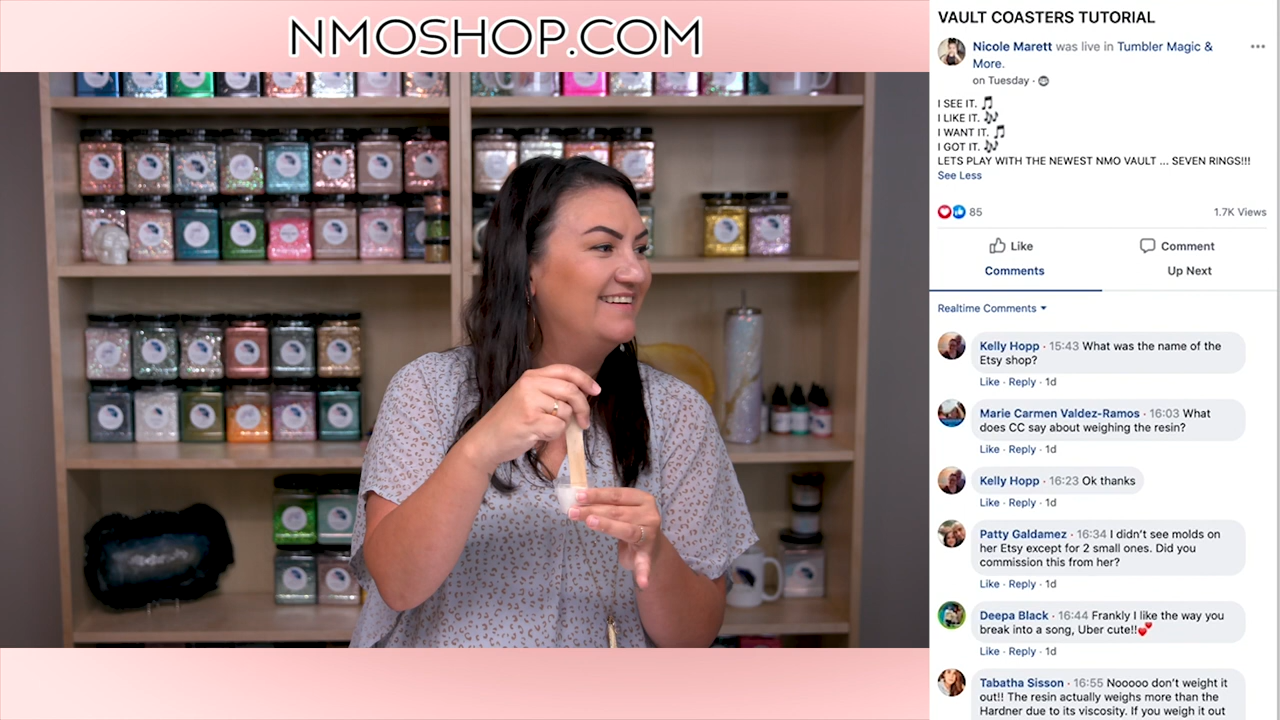 NMOSHOP.COM
VAULT COASTERS TUTORIAL
Nicole Marett was live in Tumbler Magic &
More.
on Tuesday ·
I SEE IT. 🎵
I LIKE IT. 🎶
I WANT IT. 🎵
I GOT IT. 🎶
LETS PLAY WITH THE NEWEST NMO VAULT ... SEVEN RINGS!!!
See Less
85
1.7K Views
Like
Comment
Comments
Up Next
Realtime Comments
Kelly Hopp · 15:43 What was the name of the
Etsy shop?
Like · Reply · 1d
Marie Carmen Valdez-Ramos · 16:03 What
does CC say about weighing the resin?
Like · Reply · 1d
Kelly Hopp · 16:23 Ok thanks
Like · Reply · 1d
Patty Galdamez · 16:34 I didn't see molds on
her Etsy except for 2 small ones. Did you
commission this from her?
Like · Reply · 1d
Deepa Black · 16:44 Frankly I like the way you
break into a song, Uber cute!!💕
Like · Reply · 1d
Tabatha Sisson · 16:55 Nooooo don't weight it
out!! The resin actually weighs more than the
Hardner due to its viscosity. If you weigh it out